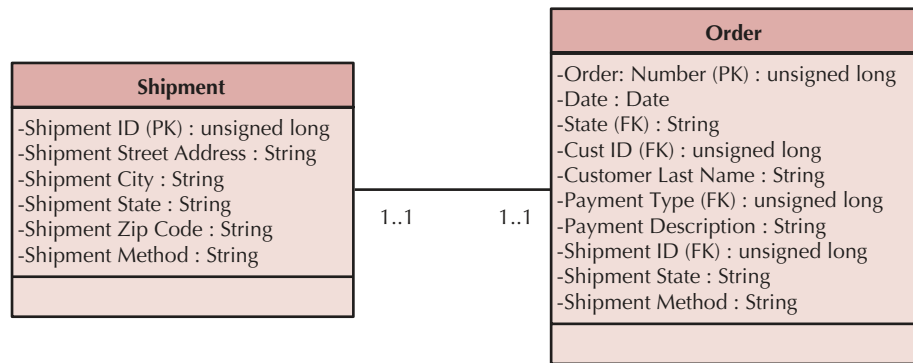 Shipment
-Shipment ID (PK) : unsigned long
-Shipment Street Address : String
-Shipment City : String
-Shipment State : String
-Shipment Zip Code : String
-Shipment Method : String
1..1
1..1
Order
-Order: Number (PK) : unsigned long
-Date : Date
-State (FK) : String
-Cust ID (FK) : unsigned long
-Customer Last Name : String
-Payment Type (FK) : unsigned long
-Payment Description : String
-Shipment ID (FK) : unsigned long
-Shipment State : String
-Shipment Method : String